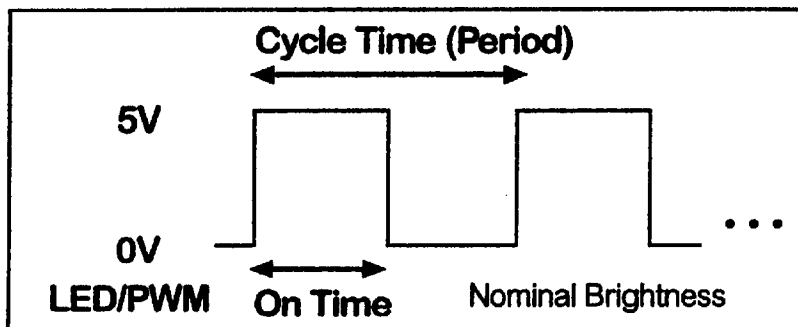 Cycle Time (Period)
5V
0V
LED/PWM
On Time
Nominal Brightness